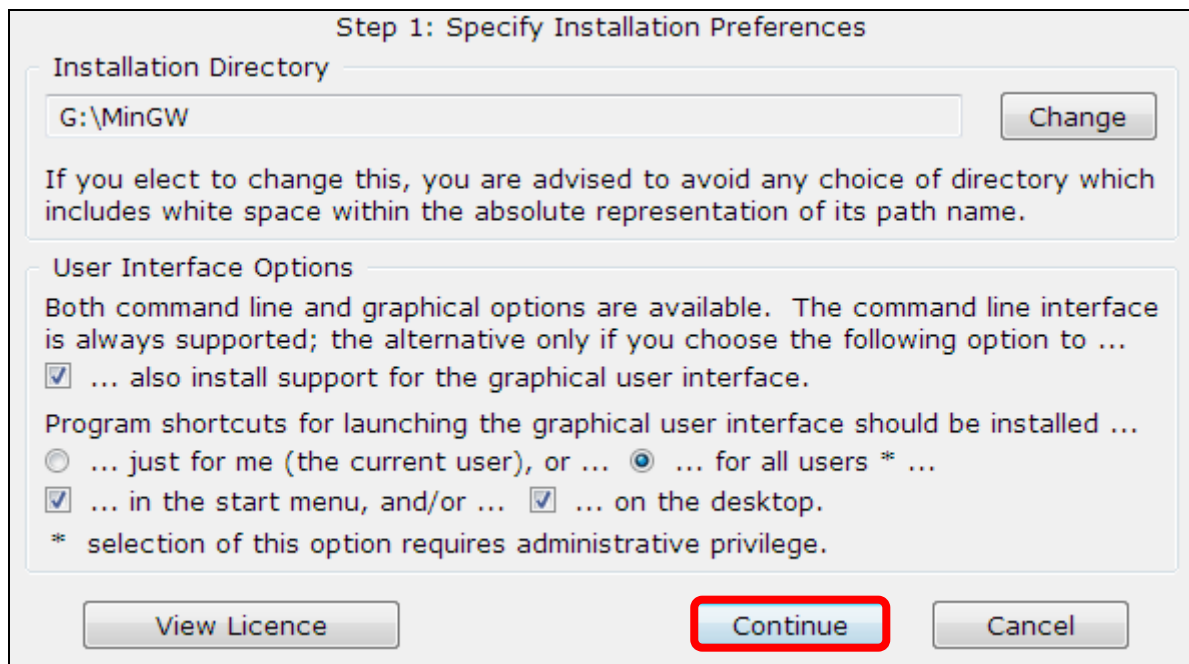 Step 1: Specify Installation Preferences
Installation Directory
G:\MinGW
Change
If you elect to change this, you are advised to avoid any choice of directory which
includes white space within the absolute representation of its path name.
User Interface Options
Both command line and graphical options are available.  The command line interface
is always supported; the alternative only if you choose the following option to ...
... also install support for the graphical user interface.
Program shortcuts for launching the graphical user interface should be installed ...
... just for me (the current user), or ... ... for all users * ...
... in the start menu, and/or ... ... on the desktop.
* selection of this option requires administrative privilege.
View Licence Continue Cancel